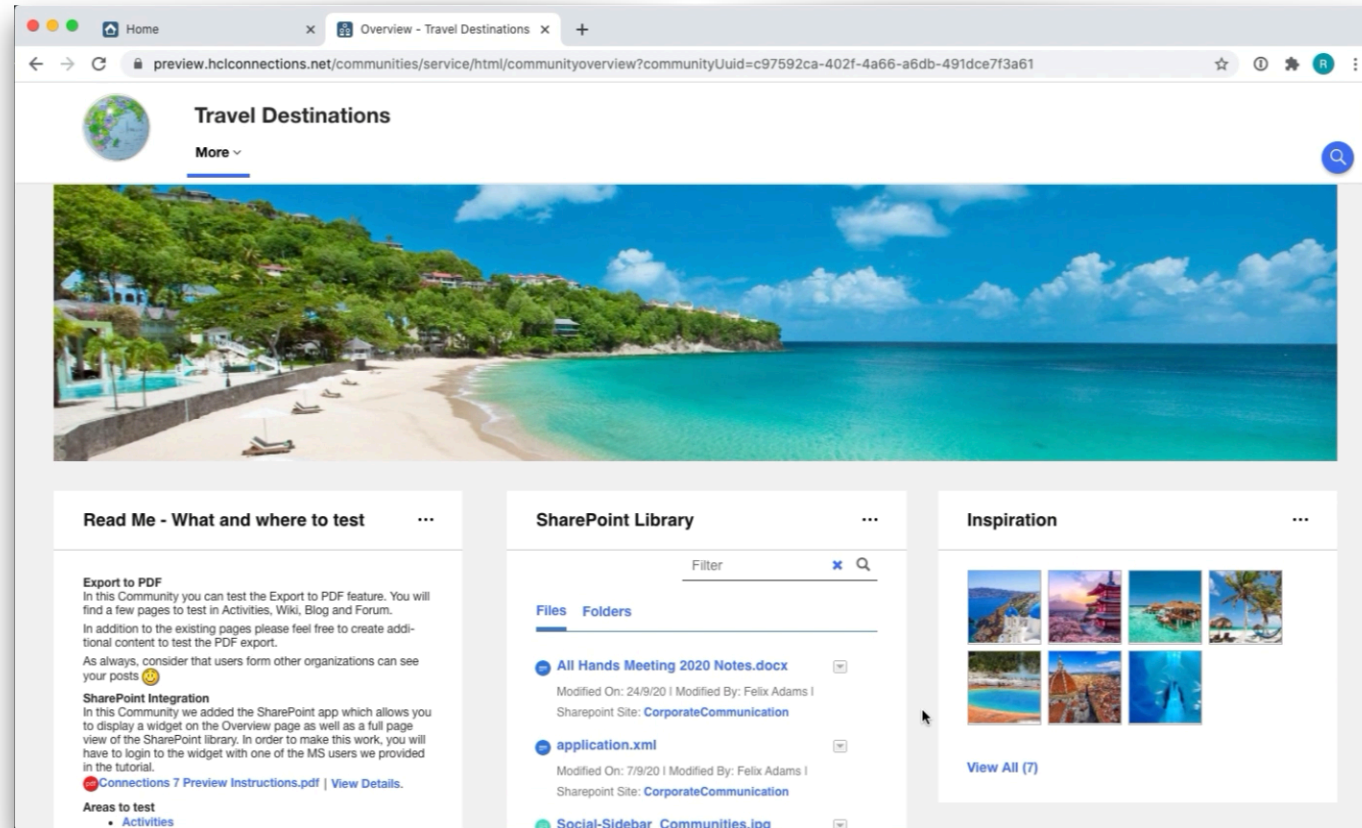 Home
Overview - Travel Destinations
preview.hclconnections.net/communities/service/html/communityoverview?communityUuid=c97592ca-402f-4a66-a6db-491dce7f3a61
R
Travel Destinations
More
Read Me - What and where to test
Export to PDF
In this Community you can test the Export to PDF feature. You will
find a few pages to test in Activities, Wiki, Blog and Forum.
In addition to the existing pages please feel free to create addi-
tional content to test the PDF export.
As always, consider that users form other organizations can see
your posts
SharePoint Integration
In this Community we added the SharePoint app which allows you
to display a widget on the Overview page as well as a full page
view of the SharePoint library. In order to make this work, you will
have to login to the widget with one of the MS users we provided
in the tutorial.
pdf Connections 7 Preview Instructions.pdf | View Details.
Areas to test
• Activities
SharePoint Library
Filter
Files Folders
All Hands Meeting 2020 Notes.docx
Modified On: 24/9/20 | Modified By: Felix Adams |
Sharepoint Site: CorporateCommunication
application.xml
Modified On: 7/9/20 | Modified By: Felix Adams |
Sharepoint Site: CorporateCommunication
Social-Sidebar_Communities.jpg
Inspiration
View All (7)